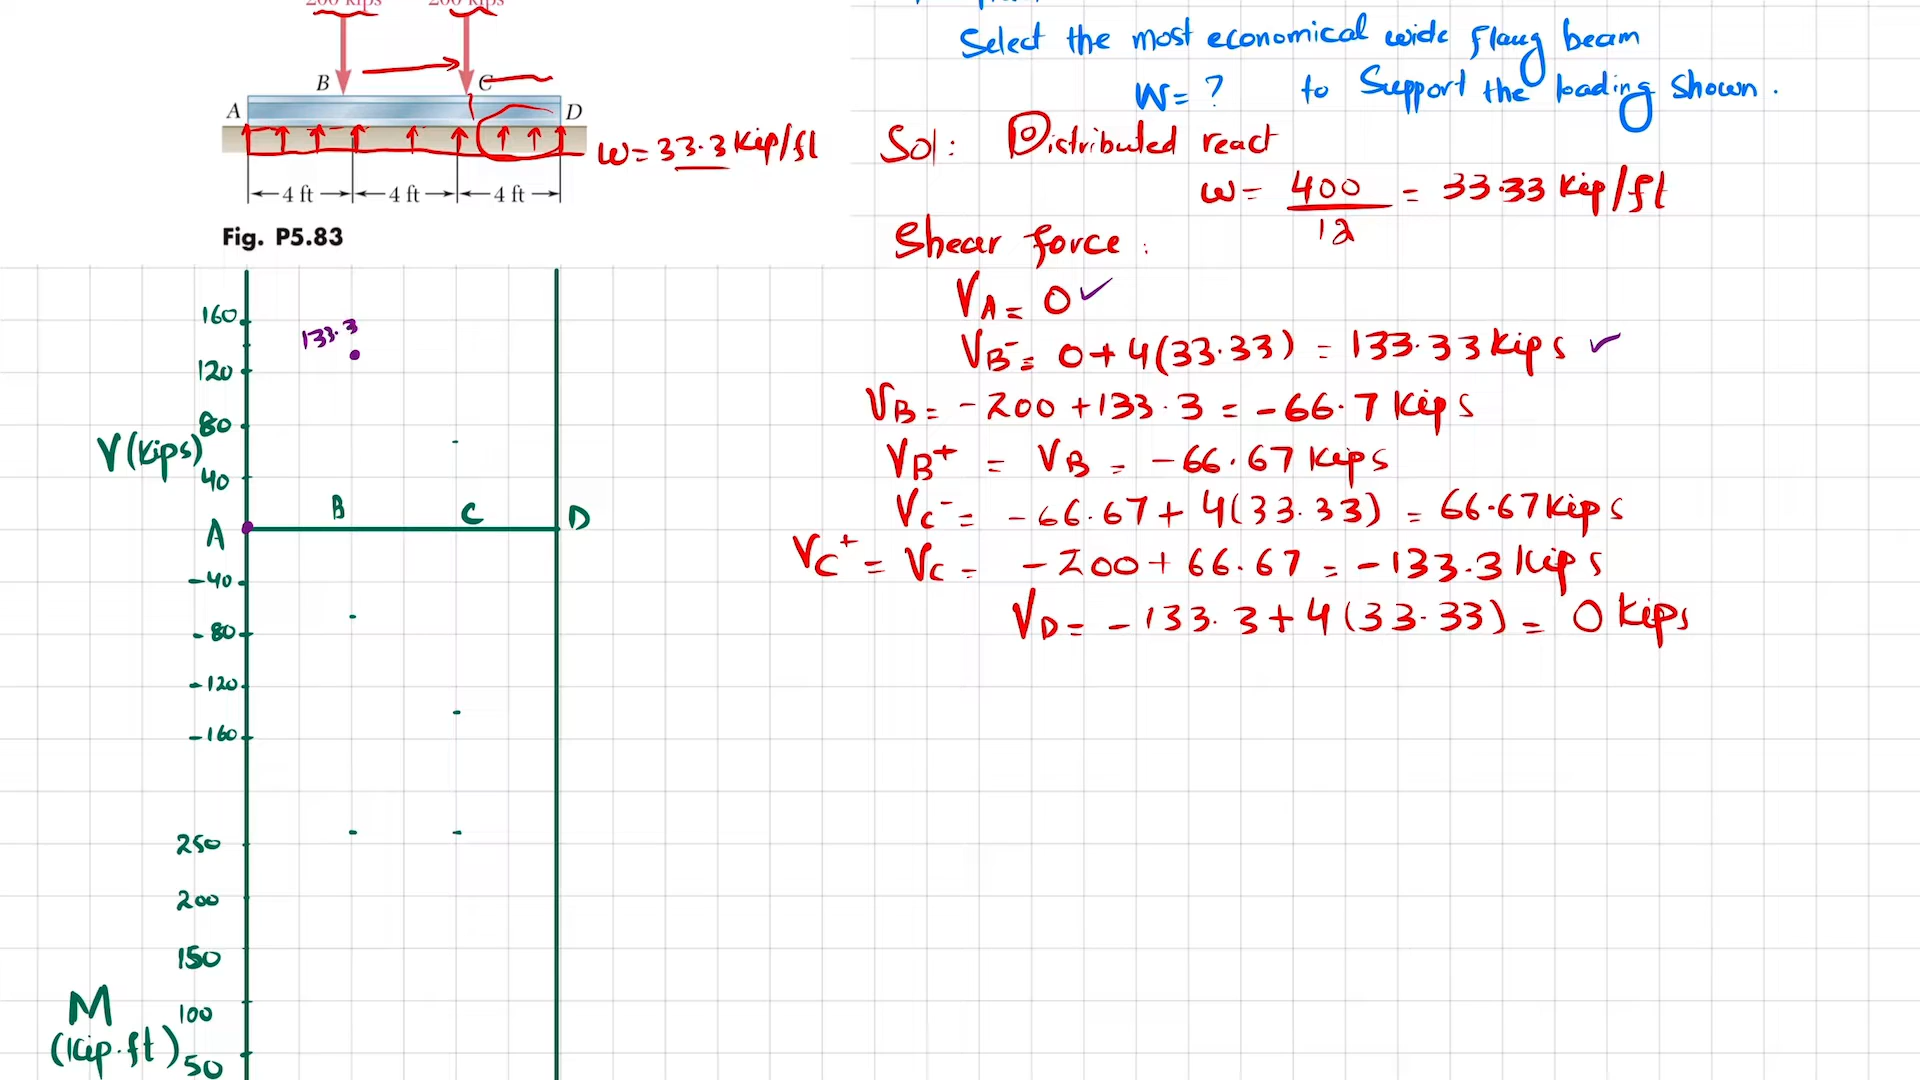 200 kips 200 kips
B C
A D
w = 33.3 kip/ft
4 ft 4 ft 4 ft
Fig. P5.83
Select the most economical wide flang beam
W = ? to Support the loading shown.
Sol: Distributed react
w = 400 / 12 = 33.33 kip/ft
Shear force :
VA = 0 ✓
VB⁻ = 0 + 4(33.33) = 133.33 kips ✓
VB = -200 + 133.3 = -66.7 kips
VB⁺ = VB = -66.67 kips
VC⁻ = -66.67 + 4(33.33) = 66.67 kips
VC⁺ = VC = -200 + 66.67 = -133.3 kips
VD = -133.3 + 4(33.33) = 0 kips
160
133.3
120
80
V(kips)
40
A B C D
-40
-80
-120
-160
250
200
150
M
(kip.ft)
100
50